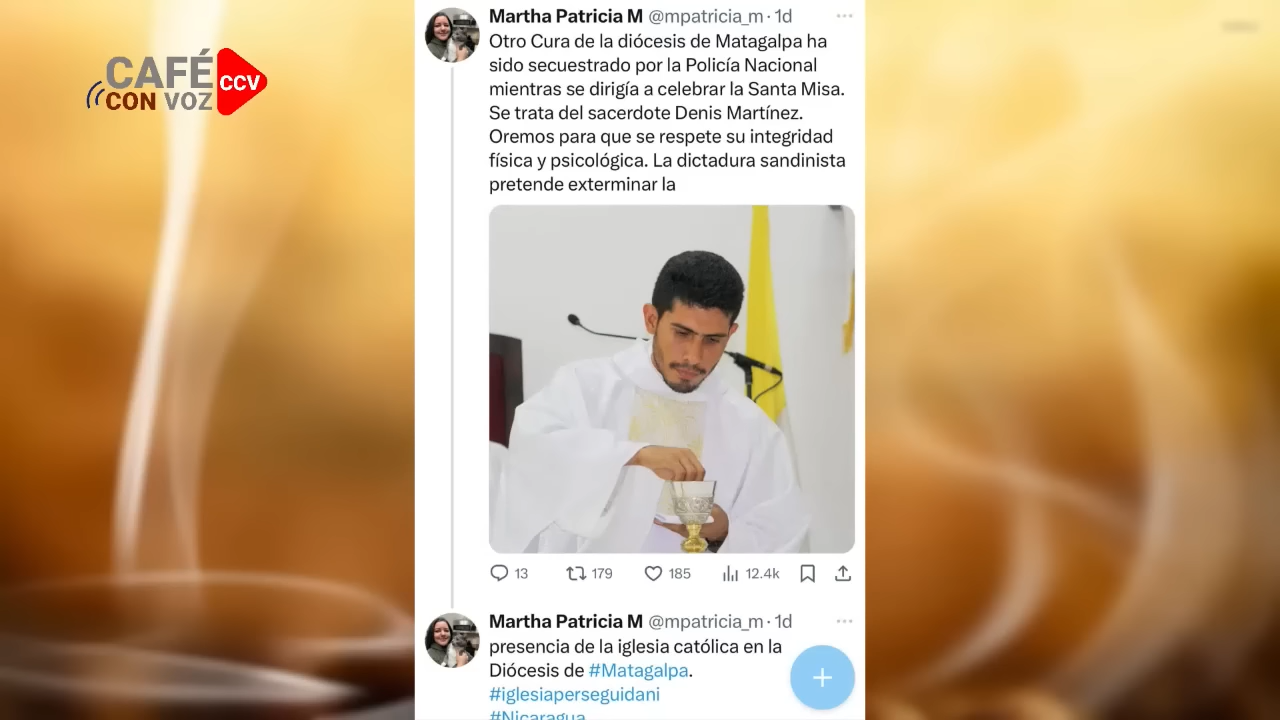 CAFÉ
CON VOZ
CCV
Martha Patricia M @mpatricia_m · 1d
Otro Cura de la diócesis de Matagalpa ha
sido secuestrado por la Policía Nacional
mientras se dirigía a celebrar la Santa Misa.
Se trata del sacerdote Denis Martínez.
Oremos para que se respete su integridad
física y psicológica. La dictadura sandinista
pretende exterminar la
13 179 185 12.4k
Martha Patricia M @mpatricia_m · 1d
presencia de la iglesia católica en la
Diócesis de #Matagalpa.
#iglesiaperseguidani
#Nicaragua